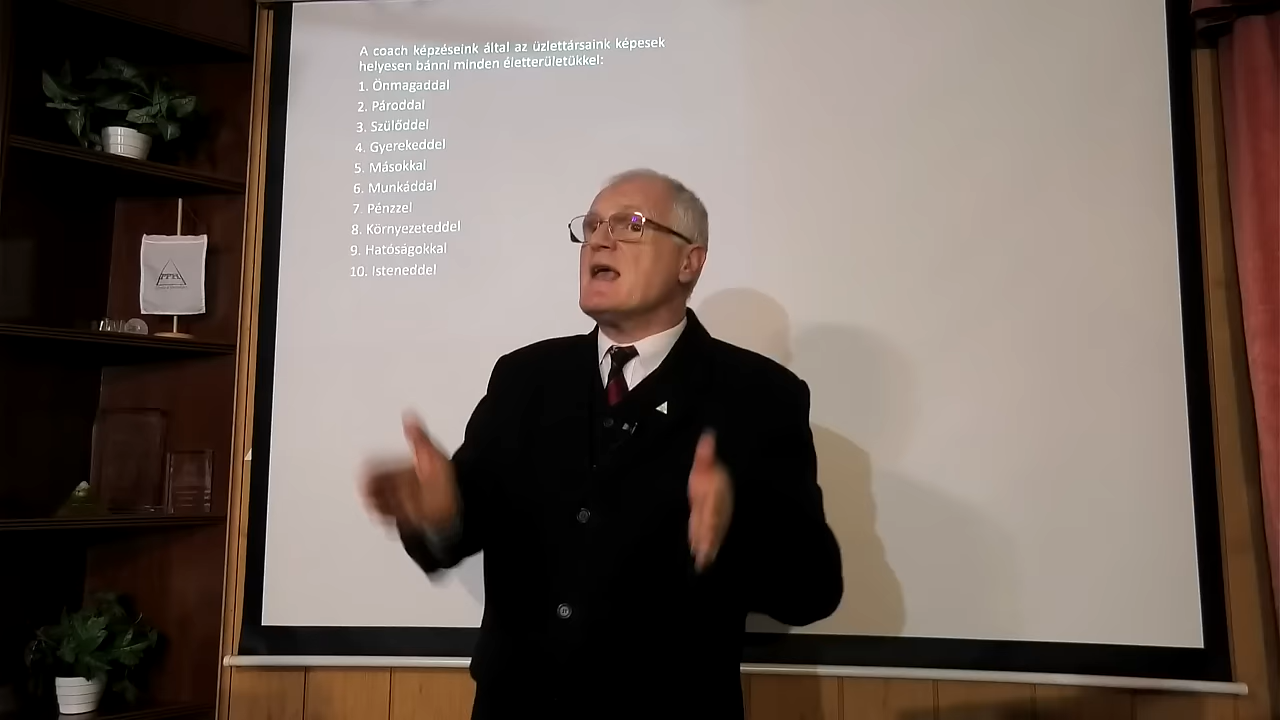 A coach képzéseink által az üzlettársaink képesek
helyesen bánni minden életterületükkel:
1. Önmagaddal
2. Pároddal
3. Szülőddel
4. Gyerekeddel
5. Másokkal
6. Munkáddal
7. Pénzzel
8. Környezeteddel
9. Hatóságokkal
10. Isteneddel